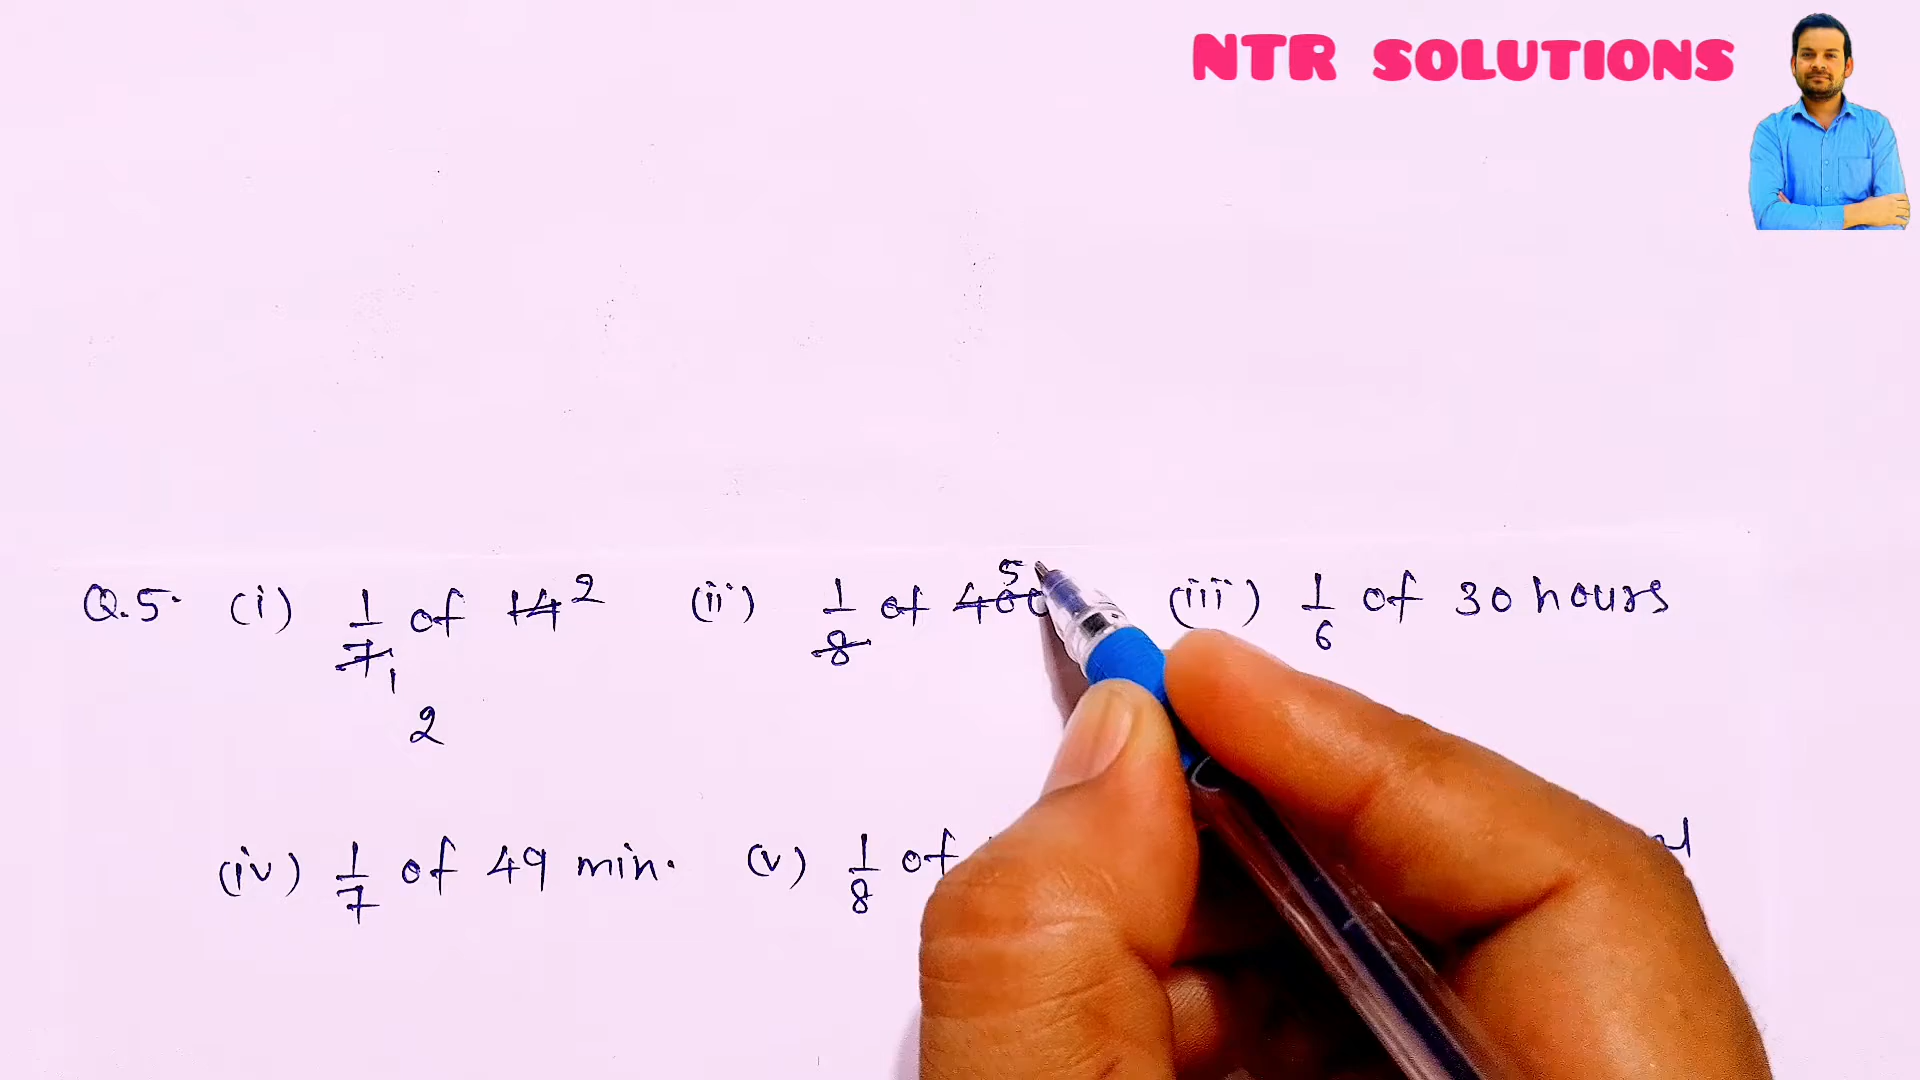 NTR SOLUTIONS
Q.5. (i) 1/7 1 of 14 2 (ii) 1/8 of 400 5 (iii) 1/6 of 30 hours
2
(iv) 1/7 of 49 min. (v) 1/8 of